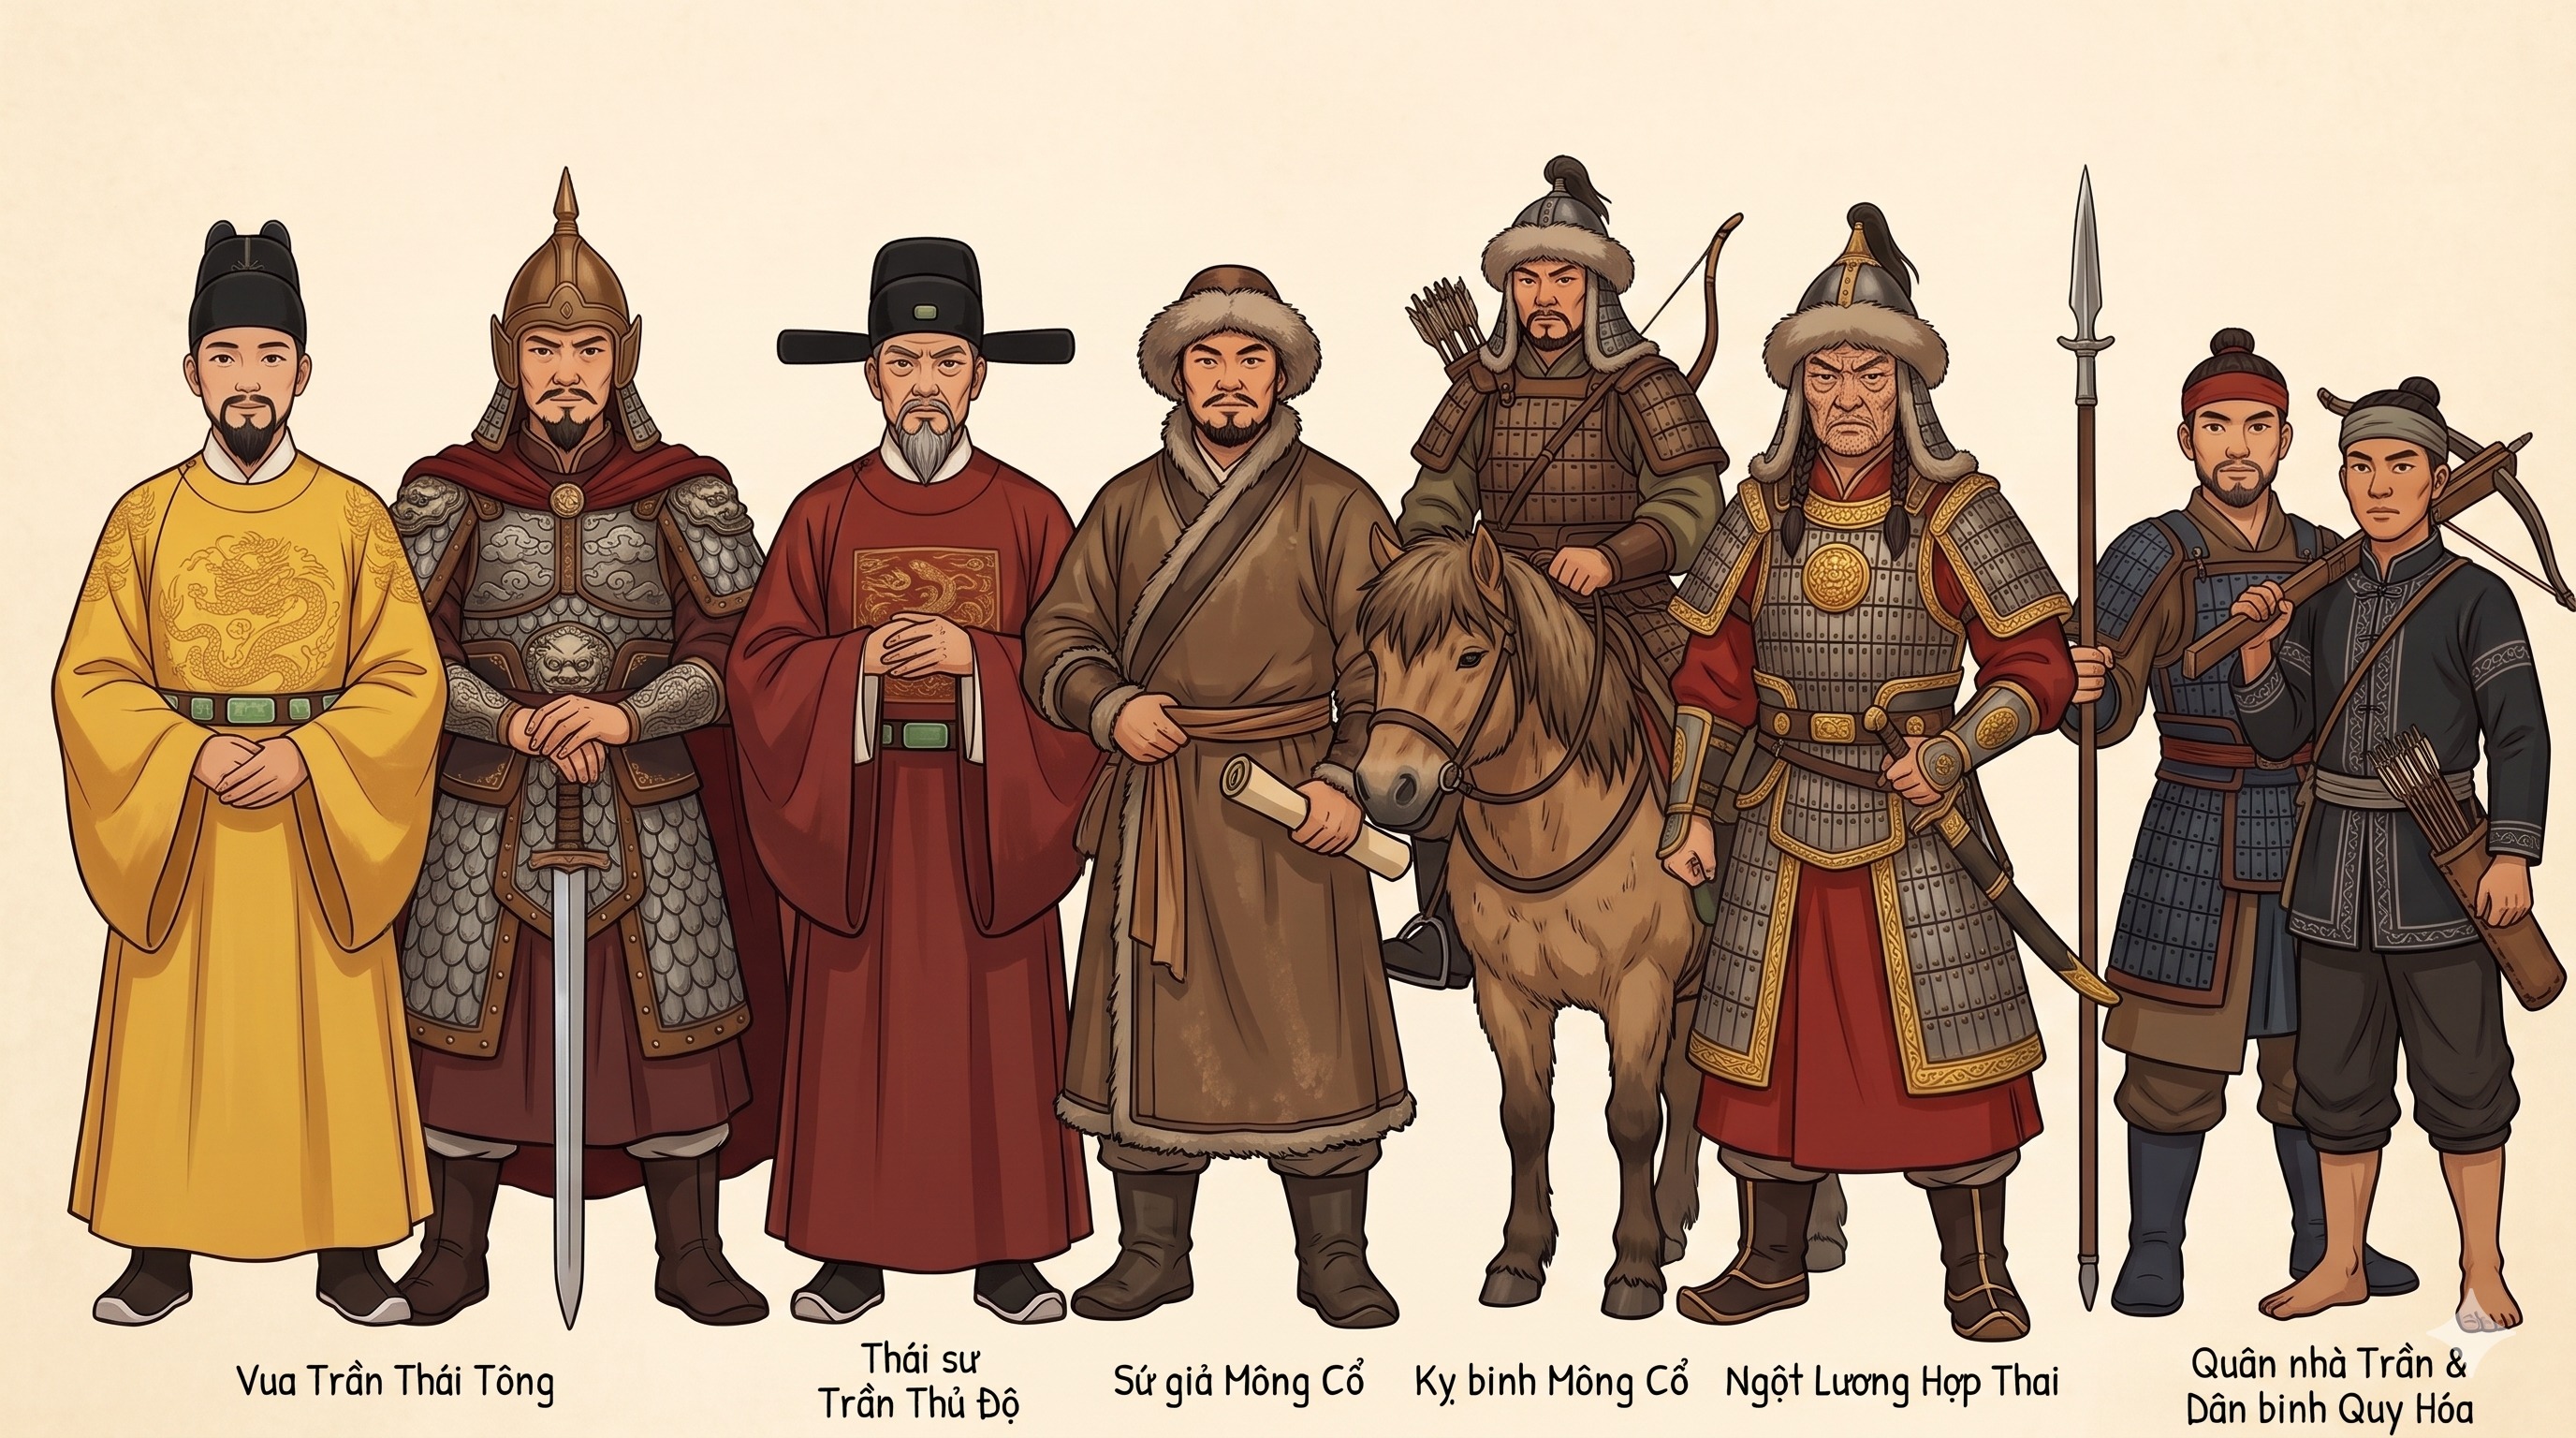 Vua Trần Thái Tông
Thái sư
Trần Thủ Độ
Sứ giả Mông Cổ
Kỵ binh Mông Cổ
Ngột Lương Hợp Thai
Quân nhà Trần &
Dân binh Quy Hóa